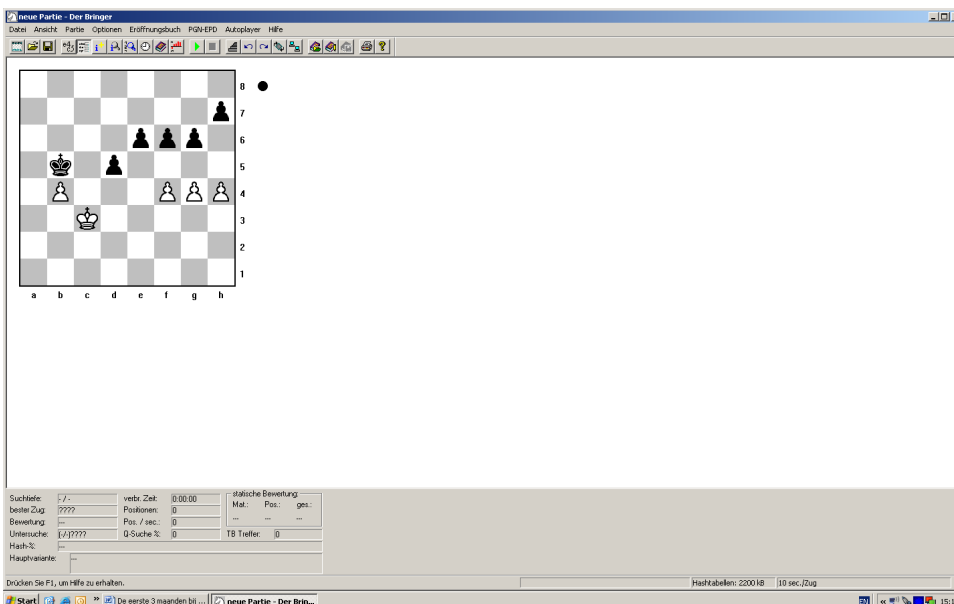 neue Partie - Der Bringer
Datei Ansicht Partie Optionen Eröffnungsbuch PGN-EPD Autoplayer Hilfe
8
7
6
5
4
3
2
1
a b c d e f g h
Suchtiefe: - / - verbr. Zeit: 0:00:00 statische Bewertung:
bester Zug: ???? Positionen: 0 Mat.: Pos.: ges.:
Bewertung: --- Pos. / sec.: 0 --- --- ---
Untersuche: [-/-]???? Q-Suche %: 0 TB Treffer: 0
Hash-%: ---
Hauptvariante: ---
Drücken Sie F1, um Hilfe zu erhalten. Hashtabellen: 2200 kB 10 sec./Zug
Start » De eerste 3 maanden bij ... neue Partie - Der Brin... EN «